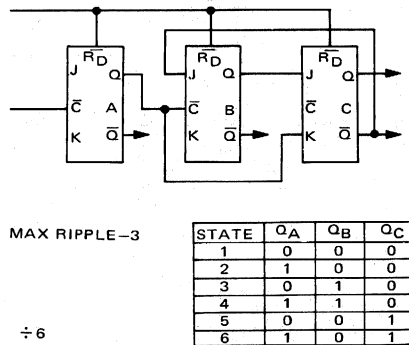 R̅D̅ R̅D̅ R̅D̅
J Q J Q J Q
C̅ A C̅ B C̅ C
K Q̅ K Q̅ K Q̅
MAX RIPPLE-3
STATE QA QB QC
1 0 0 0
2 1 0 0
3 0 1 0
4 1 1 0
5 0 0 1
6 1 0 1
÷6